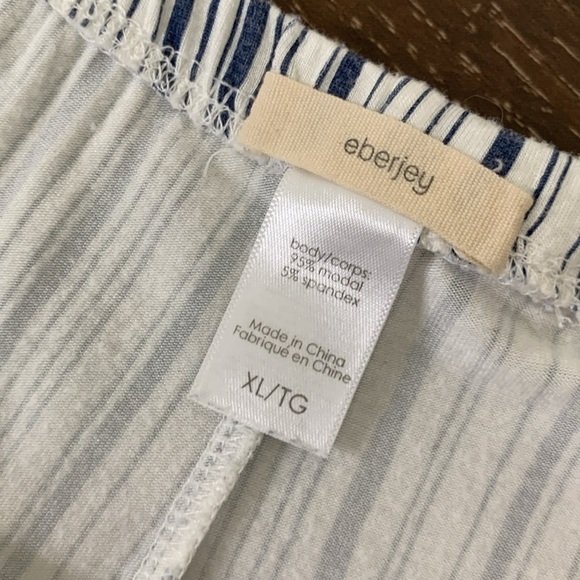 eberjey
body/corps:
95% modal
5% spandex
Made in China
Fabriqué en Chine
XL/TG